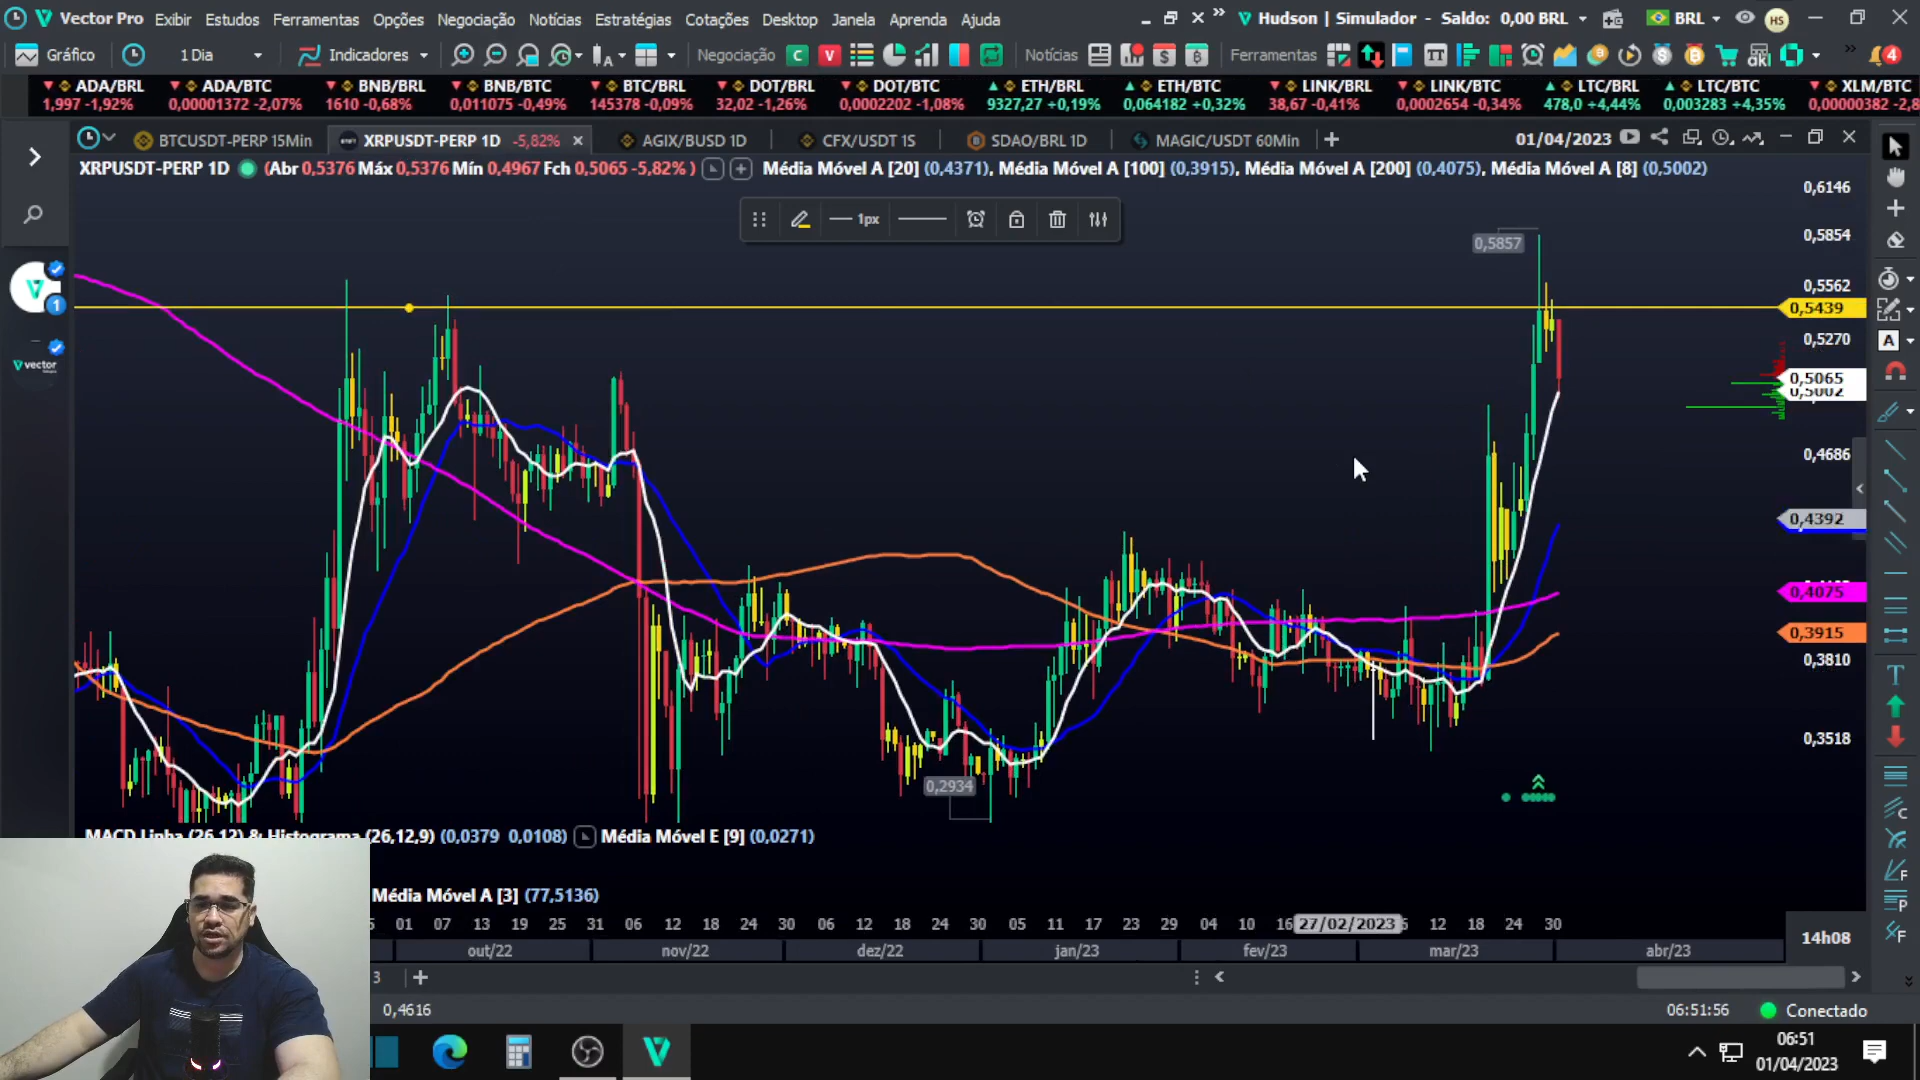 Vector Pro Exibir Estudos Ferramentas Opções Negociação Notícias Estratégias Cotações Desktop Janela Aprenda Ajuda Hudson | Simulador - Saldo: 0,00 BRL BRL HS
Gráfico 1 Dia Indicadores Negociação C V Notícias Ferramentas 4
ADA/BRL ADA/BTC BNB/BRL BNB/BTC BTC/BRL DOT/BRL DOT/BTC ETH/BRL ETH/BTC LINK/BRL LINK/BTC LTC/BRL LTC/BTC XLM/BTC
1,997 -1,92% 0,00001372 -2,07% 1610 -0,68% 0,011075 -0,49% 145378 -0,09% 32,02 -1,26% 0,0002202 -1,08% 9327,27 +0,19% 0,064182 +0,32% 38,67 -0,41% 0,0002654 -0,34% 478,0 +4,44% 0,003283 +4,35% 0,00000382 -2,8
BTCUSDT-PERP 15Min XRPUSDT-PERP 1D -5,82% AGIX/BUSD 1D CFX/USDT 1S SDAO/BRL 1D MAGIC/USDT 60Min 01/04/2023
XRPUSDT-PERP 1D (Abr 0,5376 Máx 0,5376 Mín 0,4967 Fch 0,5065 -5,82% ) Média Móvel A [20] (0,4371), Média Móvel A [100] (0,3915), Média Móvel A [200] (0,4075), Média Móvel A [8] (0,5002)
0,6146
1px
0,5857
0,5854
0,5562
0,5439
0,5270
0,5065
0,5002
0,4686
0,4392
0,4075
0,3915
0,3810
0,3518
0,2934
1
vector
MACD Linha (26,12) & Histograma (26,12,9) (0,0379 0,0108) Média Móvel E [9] (0,0271)
Média Móvel A [3] (77,5136)
01 07 13 19 25 31 06 12 18 24 30 06 12 18 24 30 05 11 17 23 29 04 10 16 27/02/2023 12 18 24 30
out/22 nov/22 dez/22 jan/23 fev/23 mar/23 abr/23
14h08
3
0,4616
06:51:56 Conectado
06:51
01/04/2023